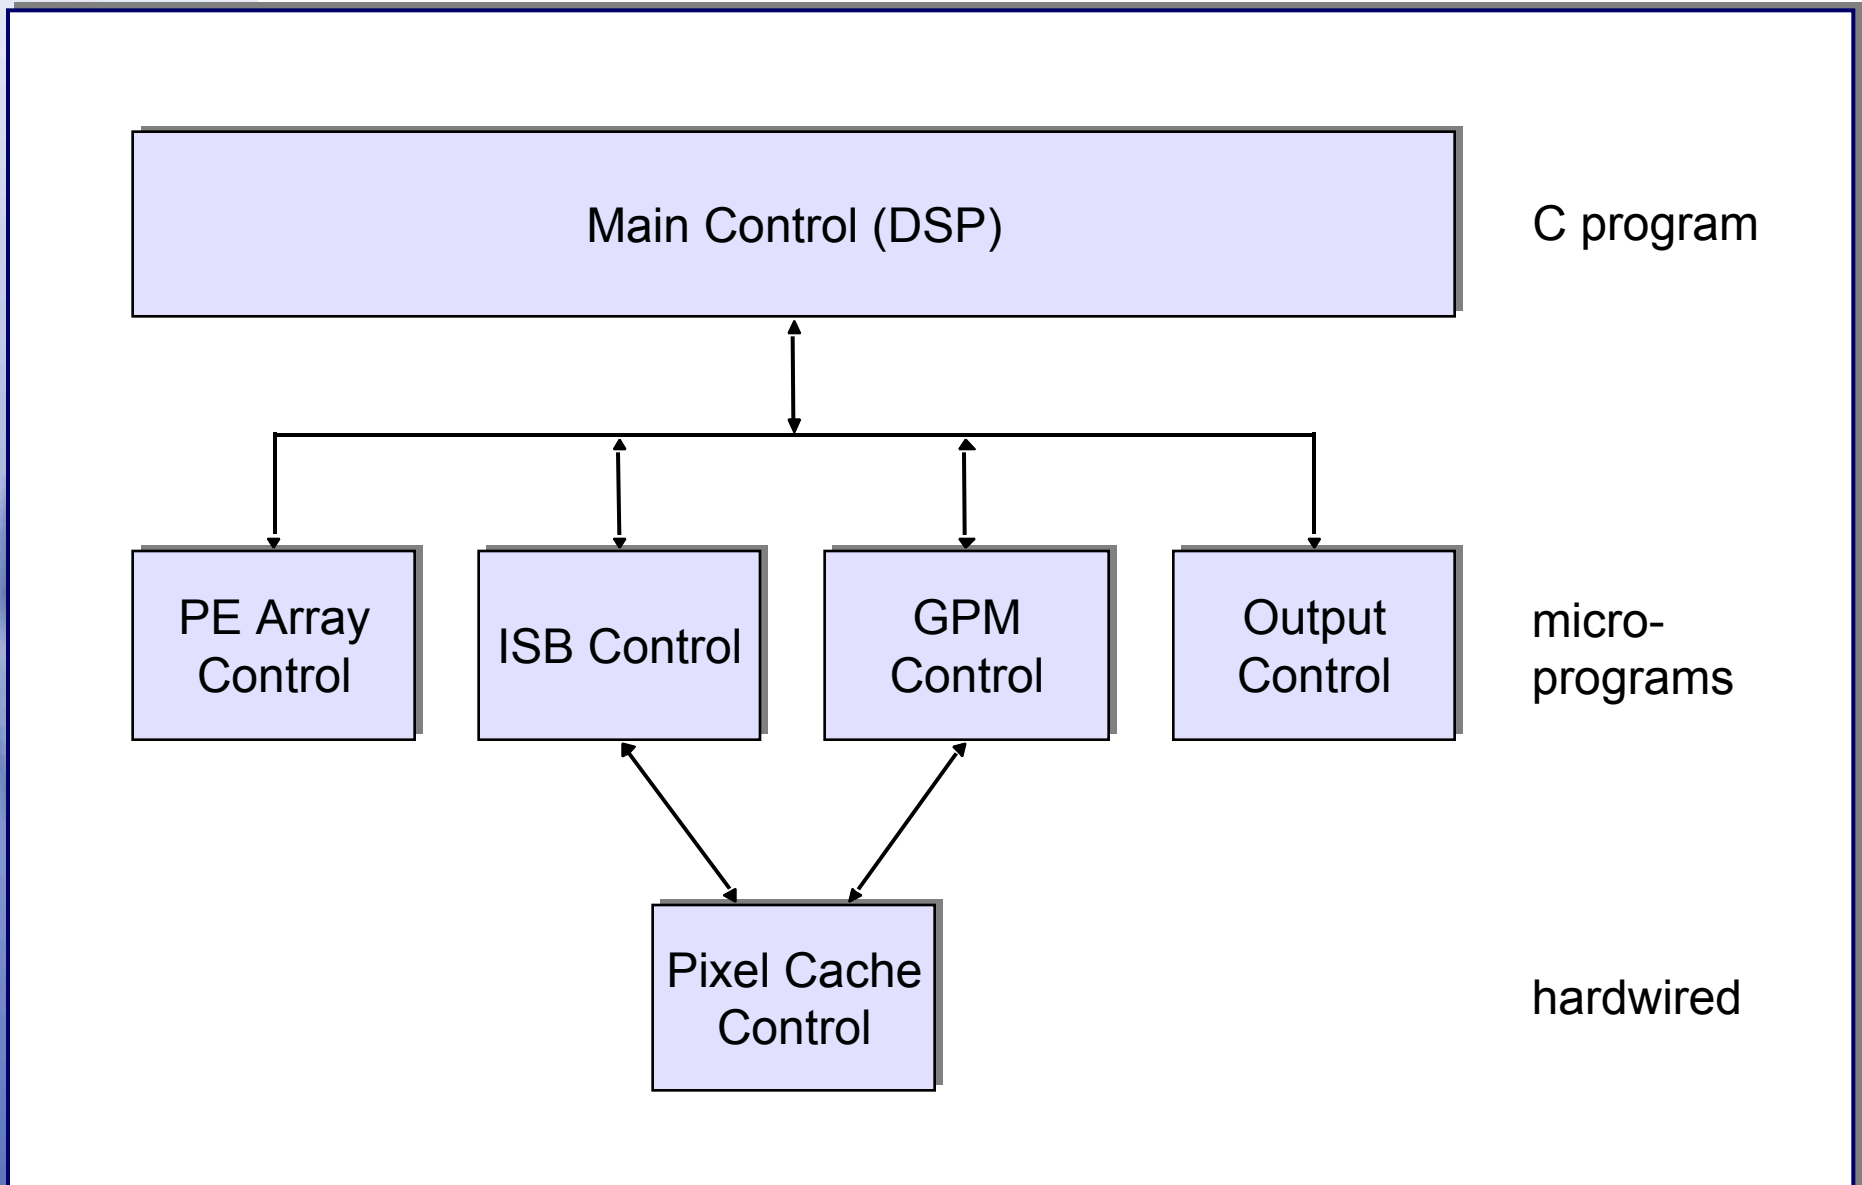 Main Control (DSP)
C program
PE Array
Control
ISB Control
GPM
Control
Output
Control
micro-
programs
Pixel Cache
Control
hardwired